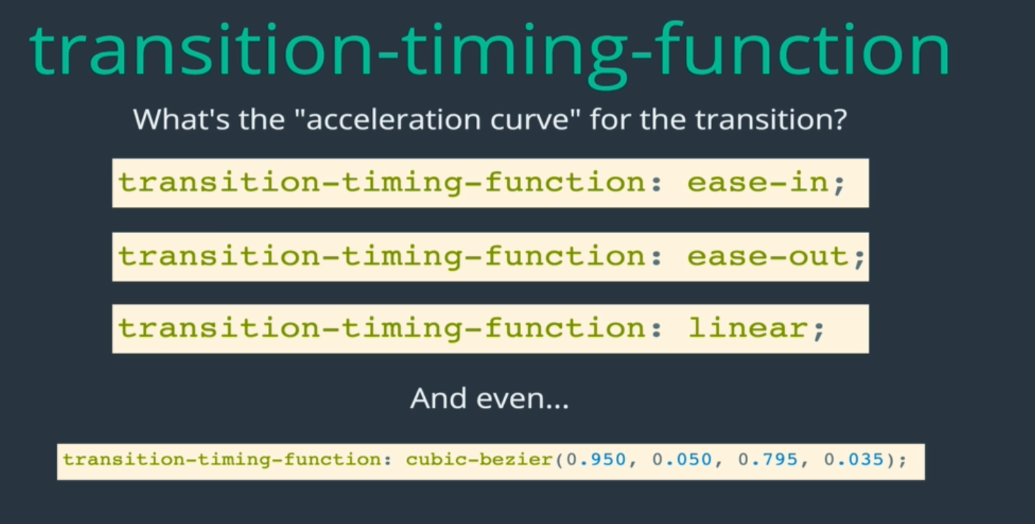 transition-timing-function
What's the "acceleration curve" for the transition?
transition-timing-function: ease-in;
transition-timing-function: ease-out;
transition-timing-function: linear;
And even...
transition-timing-function: cubic-bezier(0.950, 0.050, 0.795, 0.035);